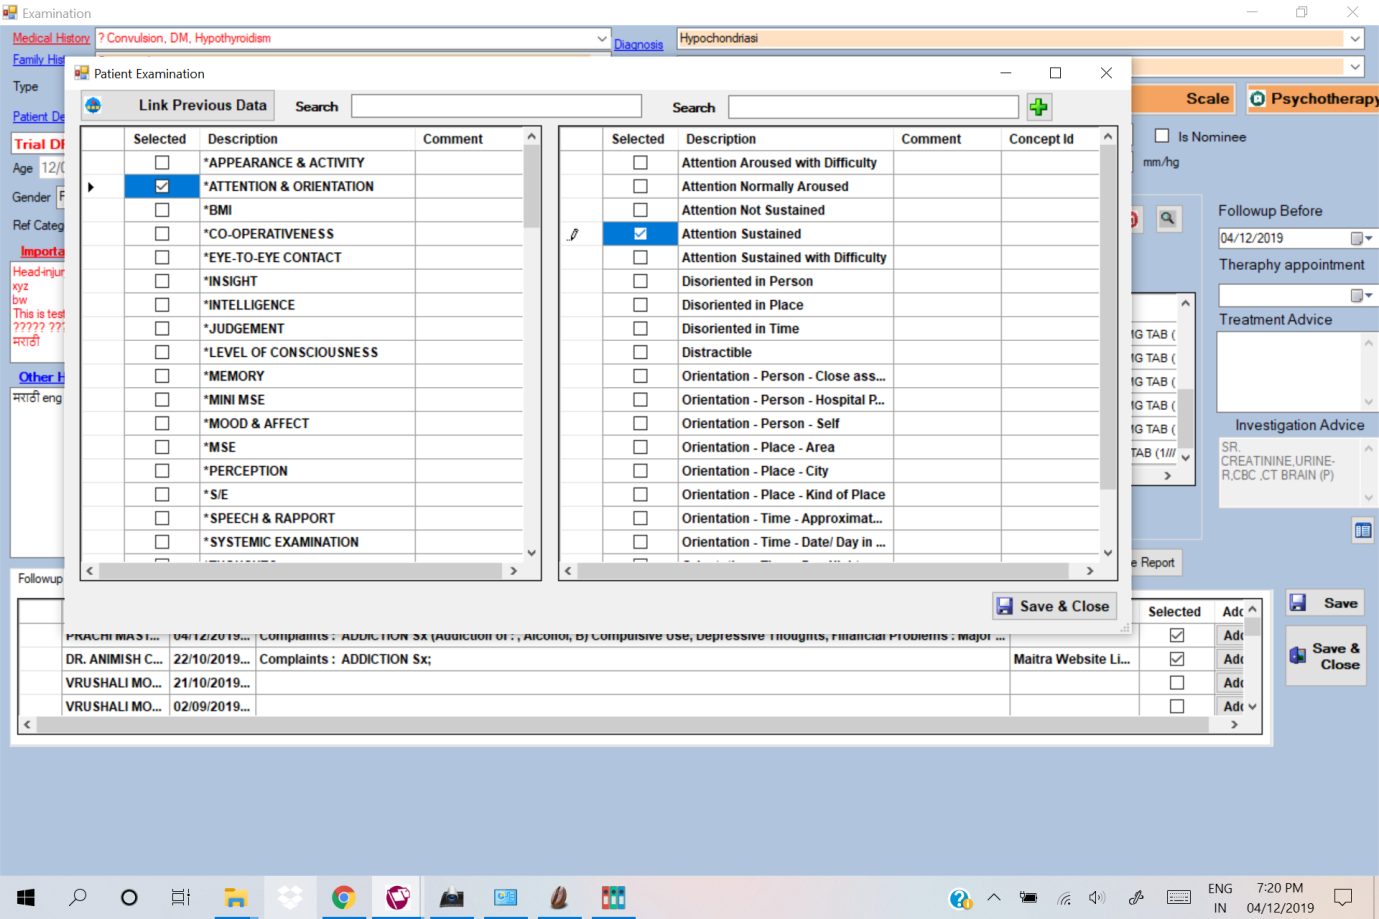 Examination
Medical History ? Convulsion, DM, Hypothyroidism Diagnosis Hypochondriasi
Family His
Type
Patient De
Trial DF
Age 12/0
Gender F
Ref Categ
Importa
Head-injur
xyz
bw
This is test
????? ???
मराठी
Other H
मराठी eng
Patient Examination
Link Previous Data Search Search
Selected Description Comment
*APPEARANCE & ACTIVITY
*ATTENTION & ORIENTATION
*BMI
*CO-OPERATIVENESS
*EYE-TO-EYE CONTACT
*INSIGHT
*INTELLIGENCE
*JUDGEMENT
*LEVEL OF CONSCIOUSNESS
*MEMORY
*MINI MSE
*MOOD & AFFECT
*MSE
*PERCEPTION
*S/E
*SPEECH & RAPPORT
*SYSTEMIC EXAMINATION
Selected Description Comment Concept Id
Attention Aroused with Difficulty
Attention Normally Aroused
Attention Not Sustained
Attention Sustained
Attention Sustained with Difficulty
Disoriented in Person
Disoriented in Place
Disoriented in Time
Distractible
Orientation - Person - Close ass...
Orientation - Person - Hospital P...
Orientation - Person - Self
Orientation - Place - Area
Orientation - Place - City
Orientation - Place - Kind of Place
Orientation - Time - Approximat...
Orientation - Time - Date/ Day in ...
Save & Close
Scale Psychotherapy
Is Nominee
mm/hg
Followup Before
04/12/2019
Theraphy appointment
Treatment Advice
IG TAB (
IG TAB (
IG TAB (
IG TAB (
IG TAB (
TAB (1///
Investigation Advice
SR.
CREATININE,URINE-
R,CBC ,CT BRAIN (P)
e Report
Followup
Selected Adc
PRACHI MAST... 04/12/2019... Complaints : ADDICTION Sx (Addiction of : , Alcohol, B) Compulsive Use, Depressive Thoughts, Financial Problems : Major ... Adc
DR. ANIMISH C... 22/10/2019... Complaints : ADDICTION Sx; Maitra Website Li... Adc
VRUSHALI MO... 21/10/2019... Adc
VRUSHALI MO... 02/09/2019... Adc
Save
Save &
Close
ENG
IN
7:20 PM
04/12/2019